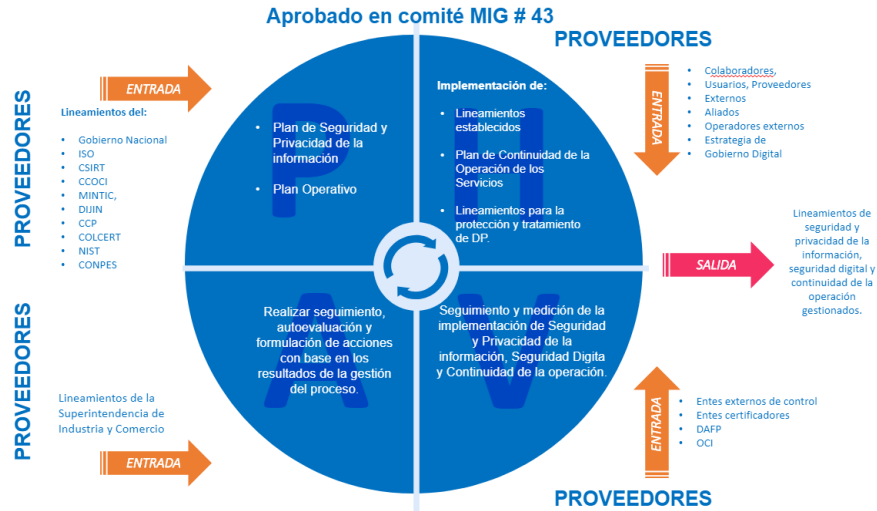 Aprobado en comité MIG # 43
PROVEEDORES
ENTRADA
Lineamientos del:
• Gobierno Nacional
• ISO
• CSIRT
• CCOCI
• MINTIC,
• DIJIN
• CCP
• COLCERT
• NIST
• CONPES
P
• Plan de Seguridad y
Privacidad de la
información
• Plan Operativo
H
Implementación de:
• Lineamientos
establecidos
• Plan de Continuidad de la
Operación de los
Servicios
• Lineamientos para la
protección y tratamiento
de DP.
PROVEEDORES
ENTRADA
• Colaboradores,
• Usuarios, Proveedores
• Externos
• Aliados
• Operadores externos
• Estrategia de
• Gobierno Digital
SALIDA
Lineamientos de
seguridad y
privacidad de la
información,
seguridad digital y
continuidad de la
operación
gestionados.
PROVEEDORES
Lineamientos de la
Superintendencia de
Industria y Comercio
ENTRADA
A
Realizar seguimiento,
autoevaluación y
formulación de acciones
con base en los
resultados de la gestión
del proceso.
V
Seguimiento y medición de la
implementación de Seguridad
y Privacidad de la
información, Seguridad Digita
y Continuidad de la operación.
ENTRADA
• Entes externos de control
• Entes certificadores
• DAFP
• OCI
PROVEEDORES